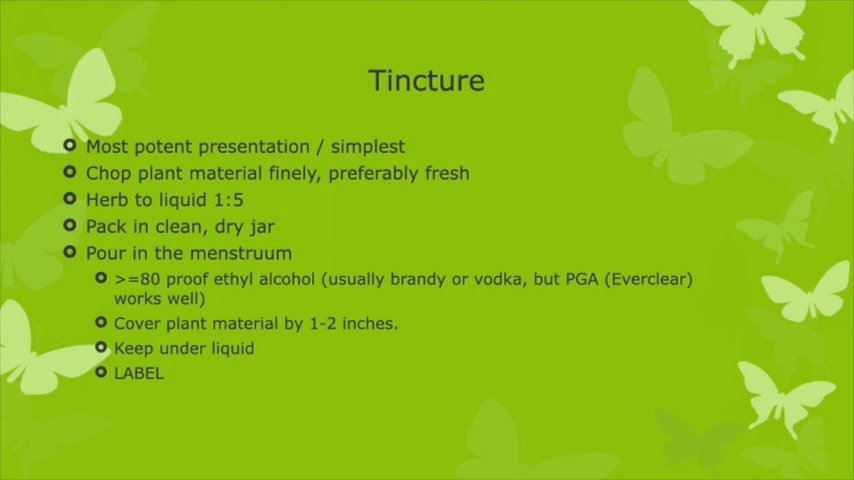 Tincture
Most potent presentation / simplest
Chop plant material finely, preferably fresh
Herb to liquid 1:5
Pack in clean, dry jar
Pour in the menstruum
>=80 proof ethyl alcohol (usually brandy or vodka, but PGA (Everclear)
works well)
Cover plant material by 1-2 inches.
Keep under liquid
LABEL